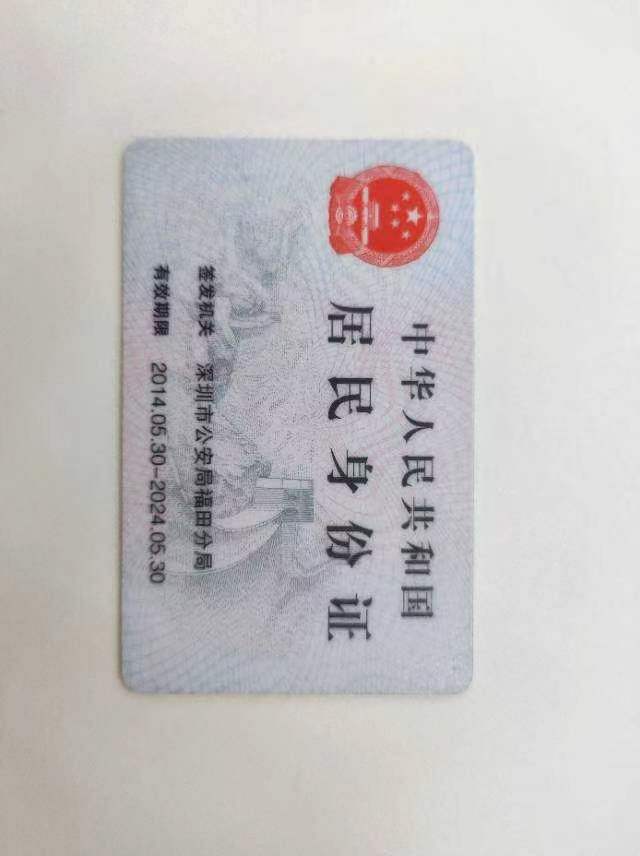 中华人民共和国
居民身份证
签发机关 深圳市公安局福田分局
有效期限 2014.05.30-2024.05.30